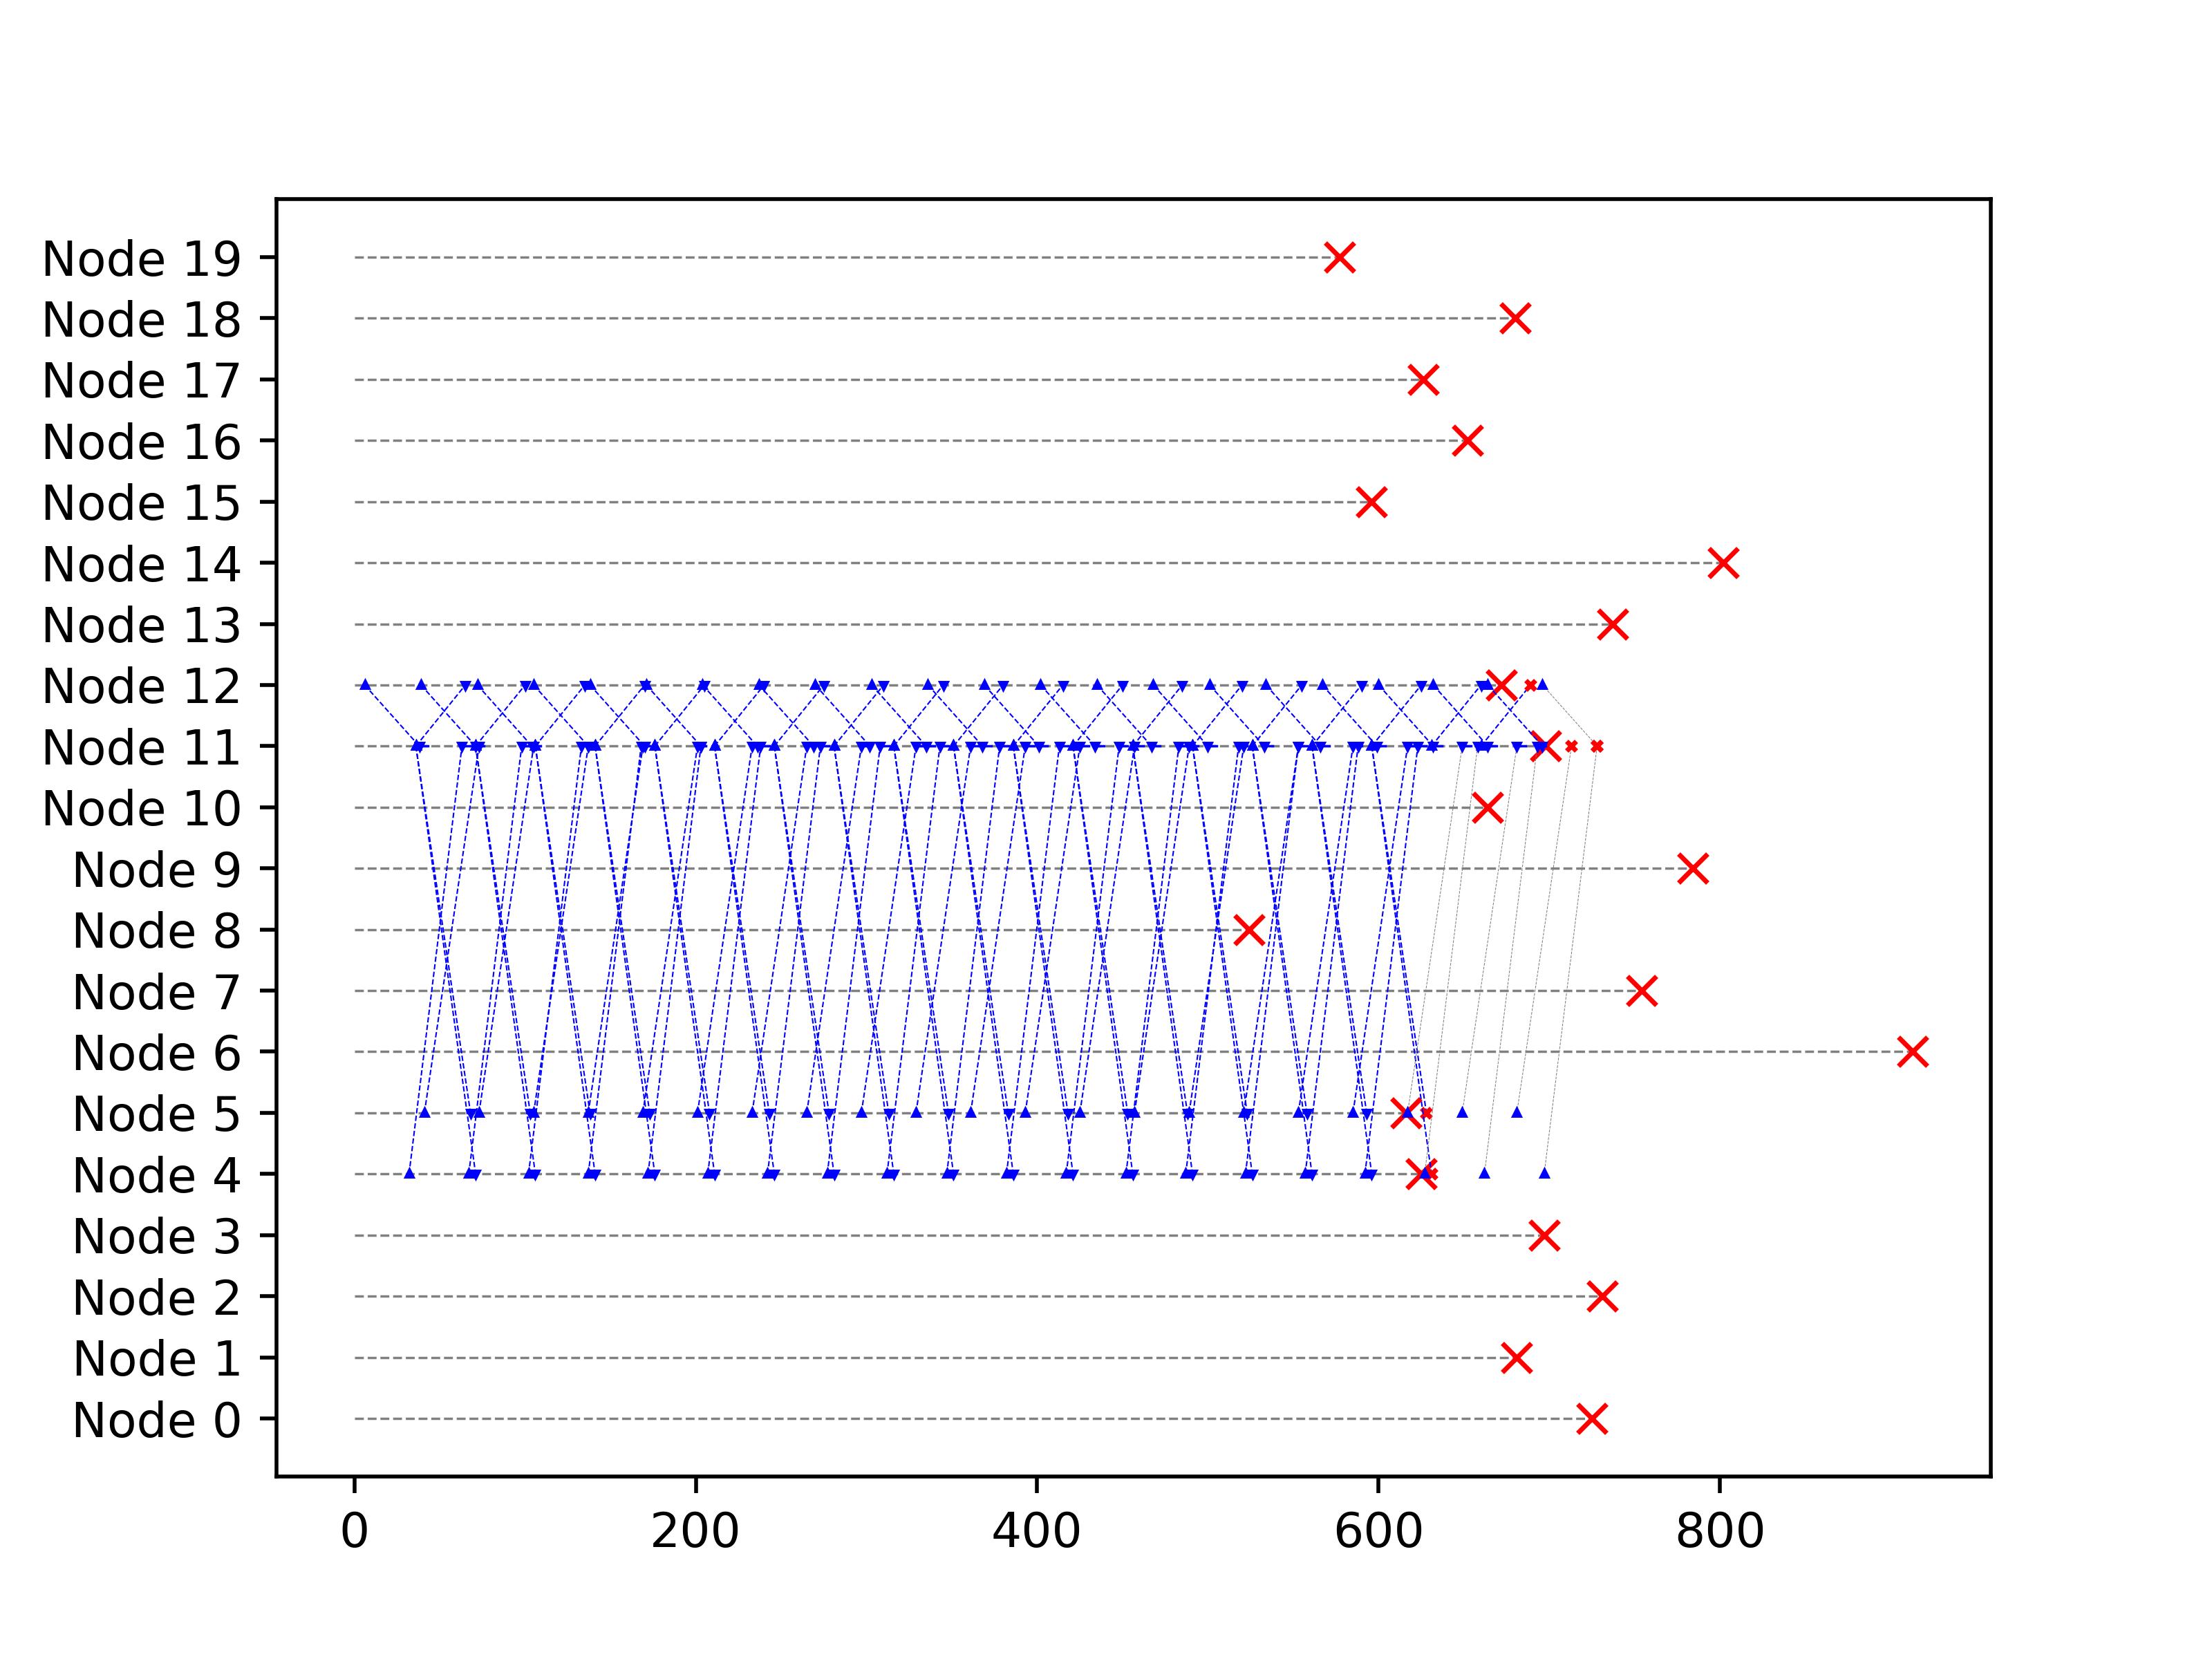 Node 19
Node 18
Node 17
Node 16
Node 15
Node 14
Node 13
Node 12
Node 11
Node 10
Node 9
Node 8
Node 7
Node 6
Node 5
Node 4
Node 3
Node 2
Node 1
Node 0
0 200 400 600 800